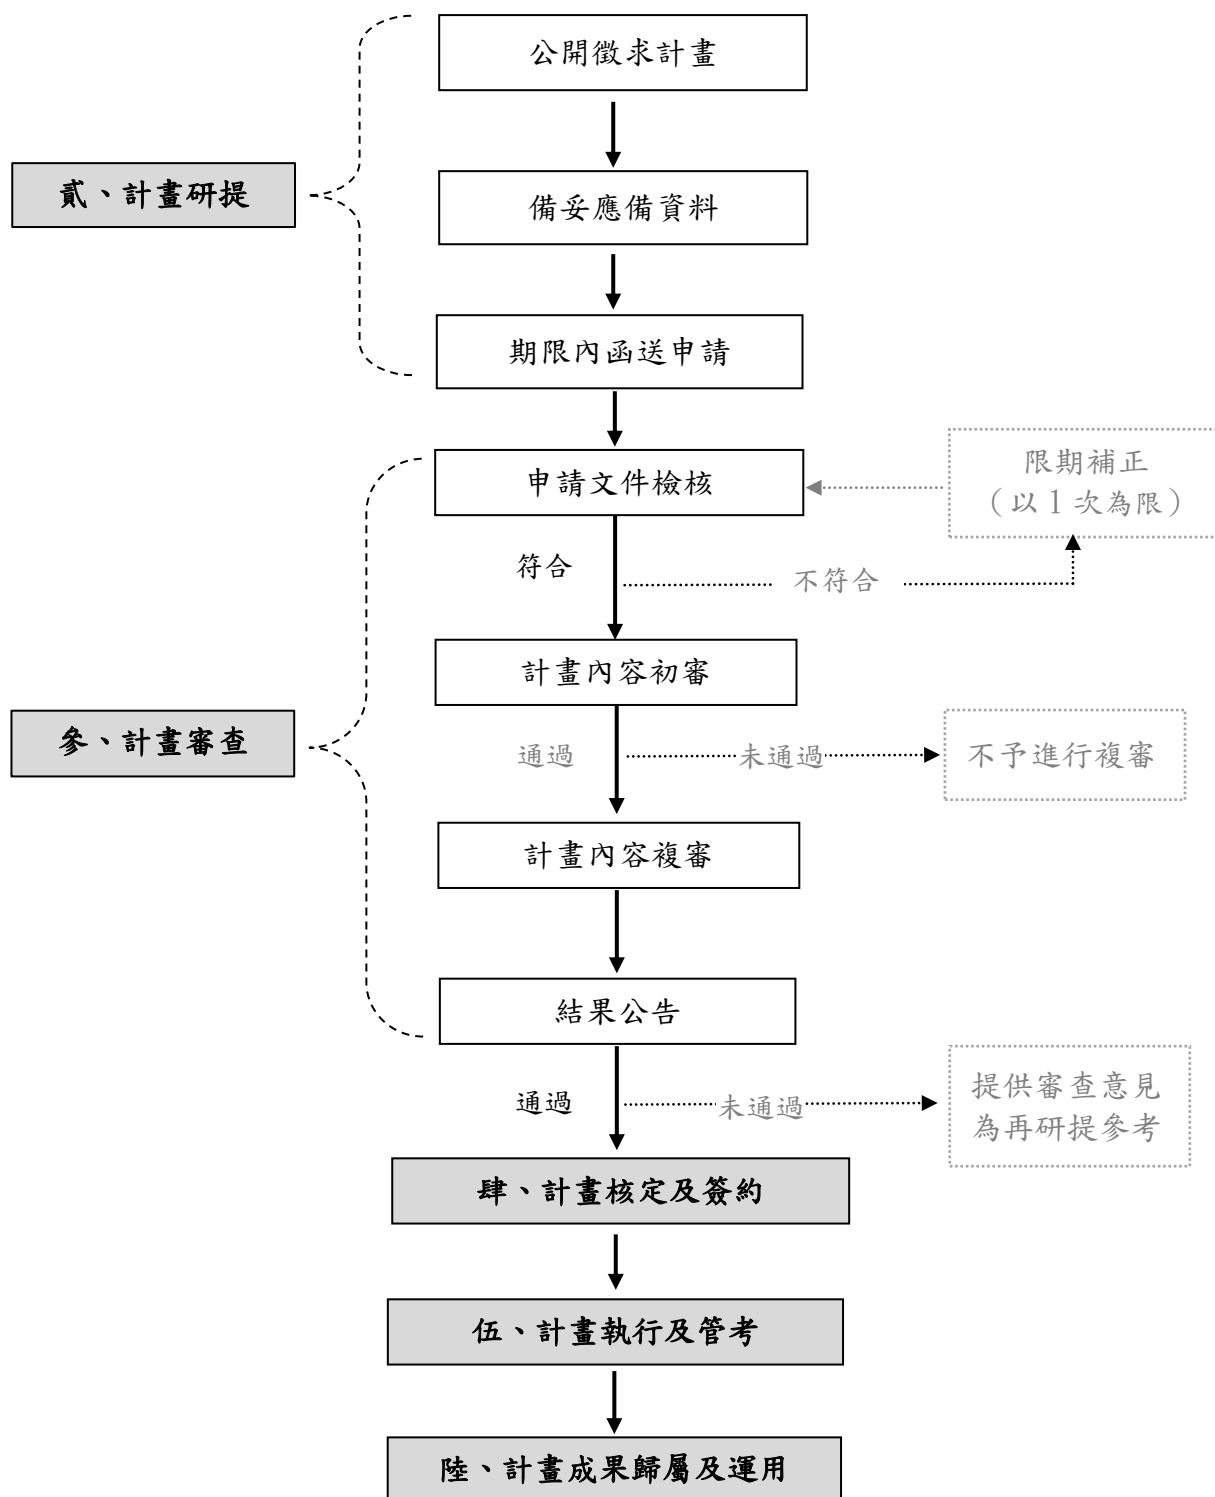 公開徵求計畫
貳、計畫研提
備妥應備資料
期限內函送申請
申請文件檢核
限期補正
（以 1 次為限）
符合
不符合
計畫內容初審
參、計畫審查
通過
未通過
不予進行複審
計畫內容複審
結果公告
通過
未通過
提供審查意見
為再研提參考
肆、計畫核定及簽約
伍、計畫執行及管考
陸、計畫成果歸屬及運用